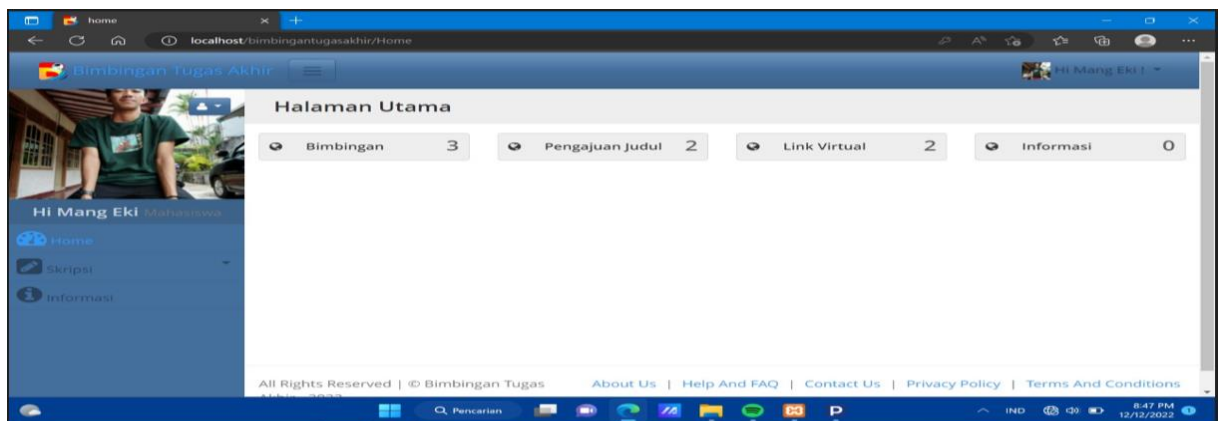 home
localhost/bimbingantugasakhir/Home
Bimbingan Tugas Akhir
Hi Mang Eki !
Halaman Utama
Bimbingan 3
Pengajuan Judul 2
Link Virtual 2
Informasi 0
Hi Mang Eki Mahasiswa
Home
Skripsi
Informasi
All Rights Reserved | © Bimbingan Tugas
Akhir 2022
About Us | Help And FAQ | Contact Us | Privacy Policy | Terms And Conditions
Pencarian
IND
8:47 PM
12/12/2022